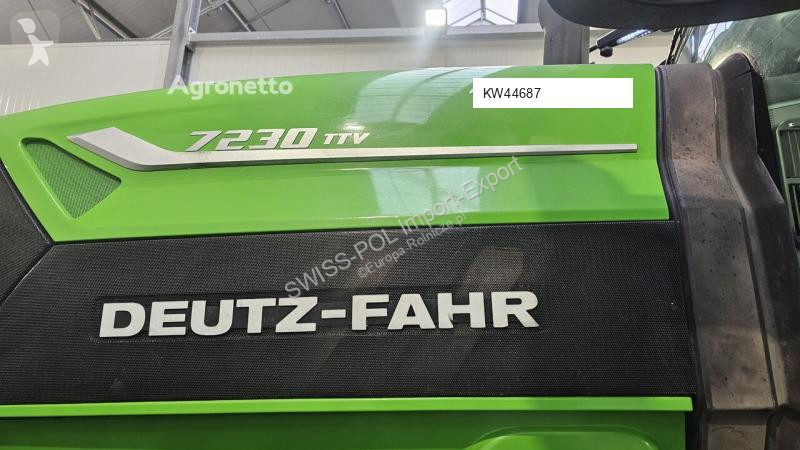 Agronetto
KW44687
7230 TTV
SWISS-POL Import-Export
©Europa-Rolnicza.pl
DEUTZ-FAHR